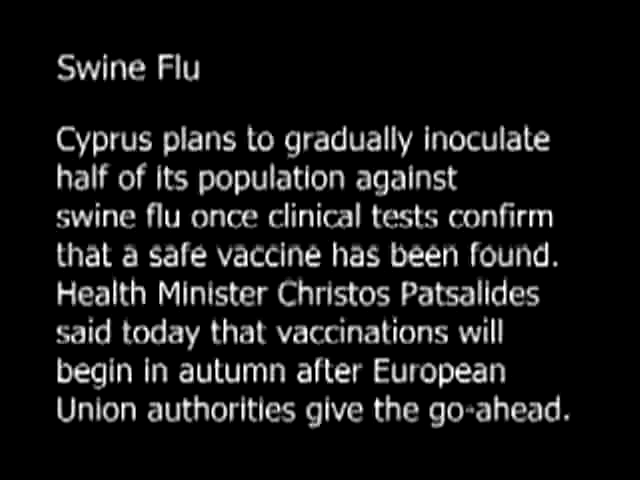 Swine Flu
Cyprus plans to gradually inoculate
half of its population against
swine flu once clinical tests confirm
that a safe vaccine has been found.
Health Minister Christos Patsalides
said today that vaccinations will
begin in autumn after European
Union authorities give the go-ahead.